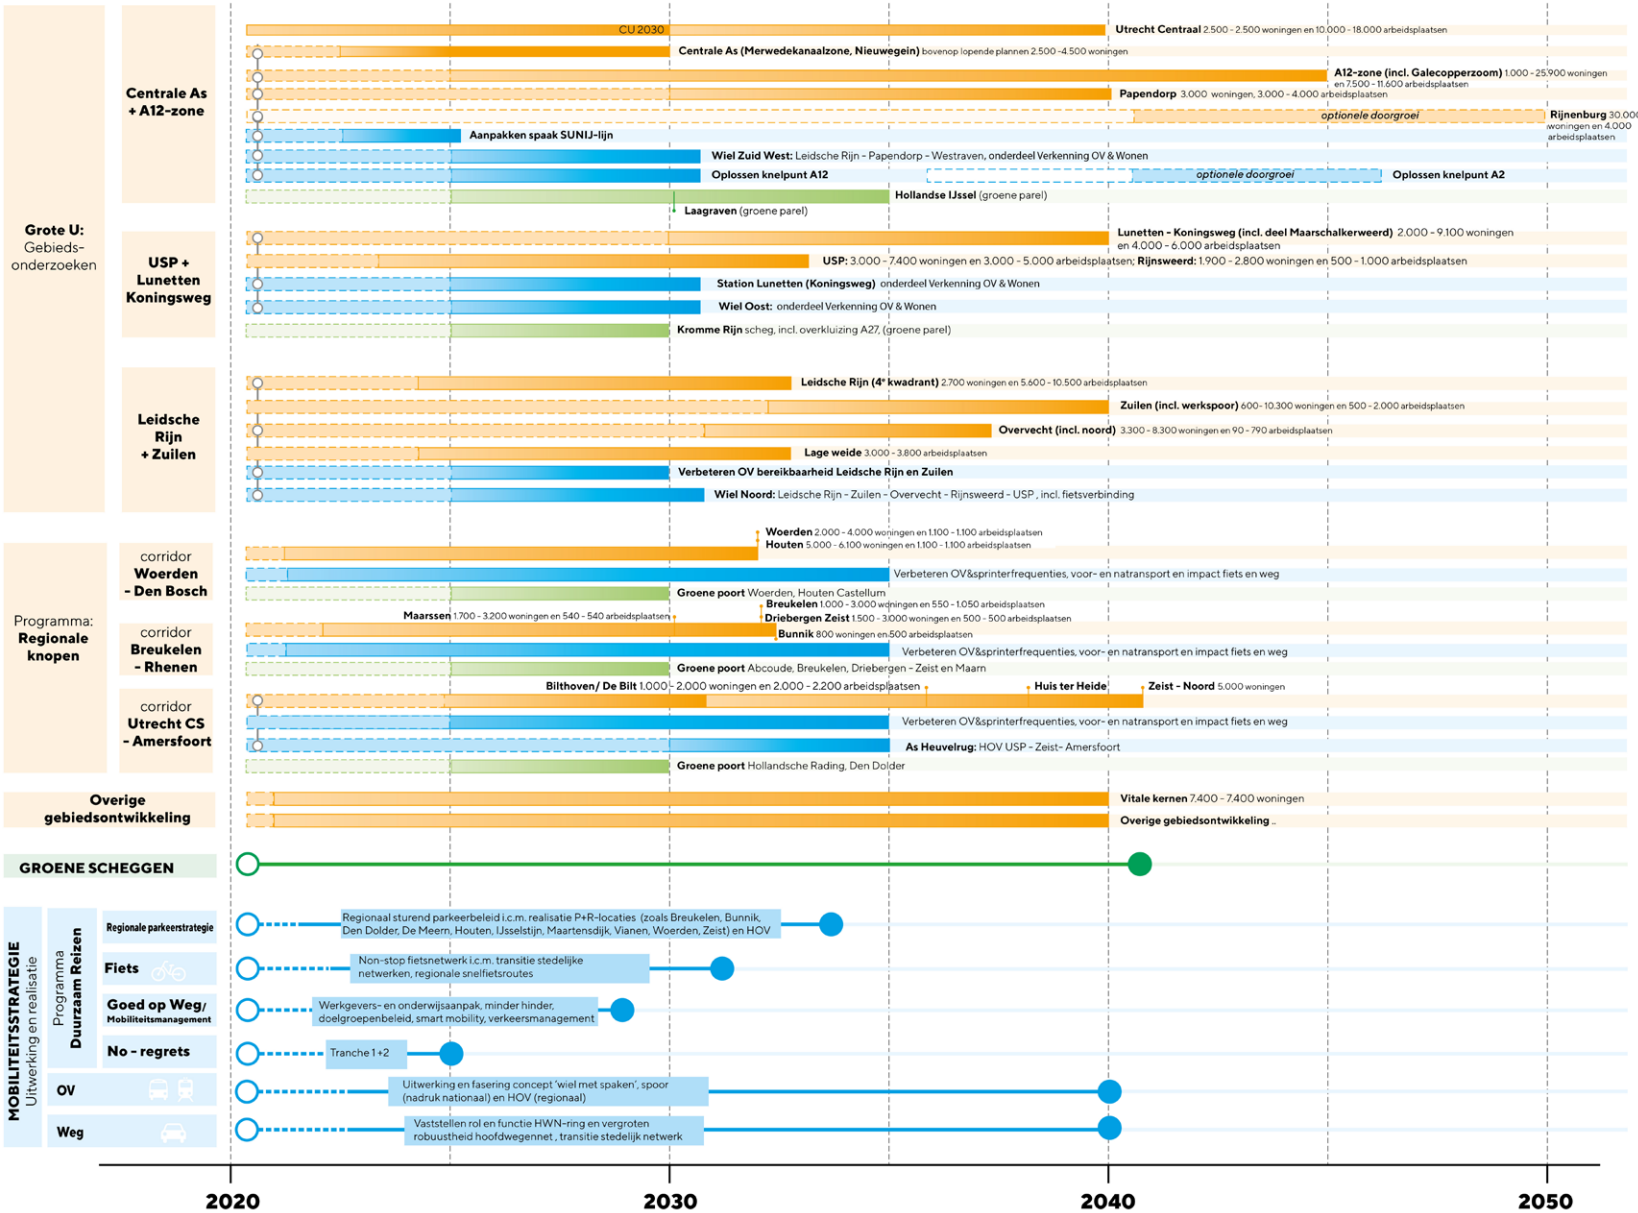 Grote U:
Gebieds-
onderzoeken
Centrale As
+ A12-zone
CU 2030
Utrecht Centraal 2.500 - 2.500 woningen en 10.000 - 18.000 arbeidsplaatsen
Centrale As (Merwedekanaalzone, Nieuwegein) bovenop lopende plannen 2.500 -4.500 woningen
A12-zone (incl. Galecopperzoom) 1.000 - 25.900 woningen
en 7.500 - 11.600 arbeidsplaatsen
Papendorp 3.000 woningen, 3.000 - 4.000 arbeidsplaatsen
optionele doorgroei
Rijnenburg 30.000
woningen en 4.000
arbeidsplaatsen
Aanpakken spaak SUNIJ-lijn
Wiel Zuid West: Leidsche Rijn - Papendorp - Westraven, onderdeel Verkenning OV & Wonen
Oplossen knelpunt A12
optionele doorgroei
Oplossen knelpunt A2
Hollandse IJssel (groene parel)
Laagraven (groene parel)
USP +
Lunetten
Koningsweg
Lunetten - Koningsweg (incl. deel Maarschalkerweerd) 2.000 - 9.100 woningen
en 4.000 - 6.000 arbeidsplaatsen
USP: 3.000 - 7.400 woningen en 3.000 - 5.000 arbeidsplaatsen; Rijnsweerd: 1.900 - 2.800 woningen en 500 - 1.000 arbeidsplaatsen
Station Lunetten (Koningsweg) onderdeel Verkenning OV & Wonen
Wiel Oost: onderdeel Verkenning OV & Wonen
Kromme Rijn scheg, incl. overkluizing A27, (groene parel)
Leidsche
Rijn
+ Zuilen
Leidsche Rijn (4e kwadrant) 2.700 woningen en 5.600 - 10.500 arbeidsplaatsen
Zuilen (incl. werkspoor) 600- 10.300 woningen en 500 - 2.000 arbeidsplaatsen
Overvecht (incl. noord) 3.300 - 8.300 woningen en 90 - 790 arbeidsplaatsen
Lage weide 3.000 - 3.800 arbeidsplaatsen
Verbeteren OV bereikbaarheid Leidsche Rijn en Zuilen
Wiel Noord: Leidsche Rijn - Zuilen - Overvecht - Rijnsweerd - USP , incl. fietsverbinding
Programma:
Regionale
knopen
corridor
Woerden
- Den Bosch
Woerden 2.000 - 4.000 woningen en 1.100 - 1.100 arbeidsplaatsen
Houten 5.000 - 6.100 woningen en 1.100 - 1.100 arbeidsplaatsen
Verbeteren OV&sprinterfrequenties, voor- en natransport en impact fiets en weg
Groene poort Woerden, Houten Castellum
corridor
Breukelen
- Rhenen
Breukelen 1.000 - 3.000 woningen en 550 - 1.050 arbeidsplaatsen
Maarssen 1.700 - 3.200 woningen en 540 - 540 arbeidsplaatsen
Driebergen Zeist 1.500 - 3.000 woningen en 500 - 500 arbeidsplaatsen
Bunnik 800 woningen en 500 arbeidsplaatsen
Verbeteren OV&sprinterfrequenties, voor- en natransport en impact fiets en weg
Groene poort Abcoude, Breukelen, Driebergen - Zeist en Maarn
corridor
Utrecht CS
- Amersfoort
Bilthoven/ De Bilt 1.000 - 2.000 woningen en 2.000 - 2.200 arbeidsplaatsen
Huis ter Heide
Zeist - Noord 5.000 woningen
Verbeteren OV&sprinterfrequenties, voor- en natransport en impact fiets en weg
As Heuvelrug: HOV USP - Zeist- Amersfoort
Groene poort Hollandsche Rading, Den Dolder
Overige
gebiedsontwikkeling
Vitale kernen 7.400 - 7.400 woningen
Overige gebiedsontwikkeling ..
GROENE SCHEGGEN
MOBILITEITSSTRATEGIE
Uitwerking en realisatie
Programma
Duurzaam Reizen
Regionale parkeerstrategie
Regionaal sturend parkeerbeleid i.c.m. realisatie P+R-locaties (zoals Breukelen, Bunnik,
Den Dolder, De Meern, Houten, IJsselstijn, Maartensdijk, Vianen, Woerden, Zeist) en HOV
Fiets
Non-stop fietsnetwerk i.c.m. transitie stedelijke
netwerken, regionale snelfietsroutes
Goed op Weg/
Mobiliteitsmanagement
Werkgevers- en onderwijsaanpak, minder hinder,
doelgroepenbeleid, smart mobility, verkeersmanagement
No - regrets
Tranche 1 +2
OV
Uitwerking en fasering concept 'wiel met spaken', spoor
(nadruk nationaal) en HOV (regionaal)
Weg
Vaststellen rol en functie HWN-ring en vergroten
robuustheid hoofdwegennet , transitie stedelijk netwerk
2020
2030
2040
2050